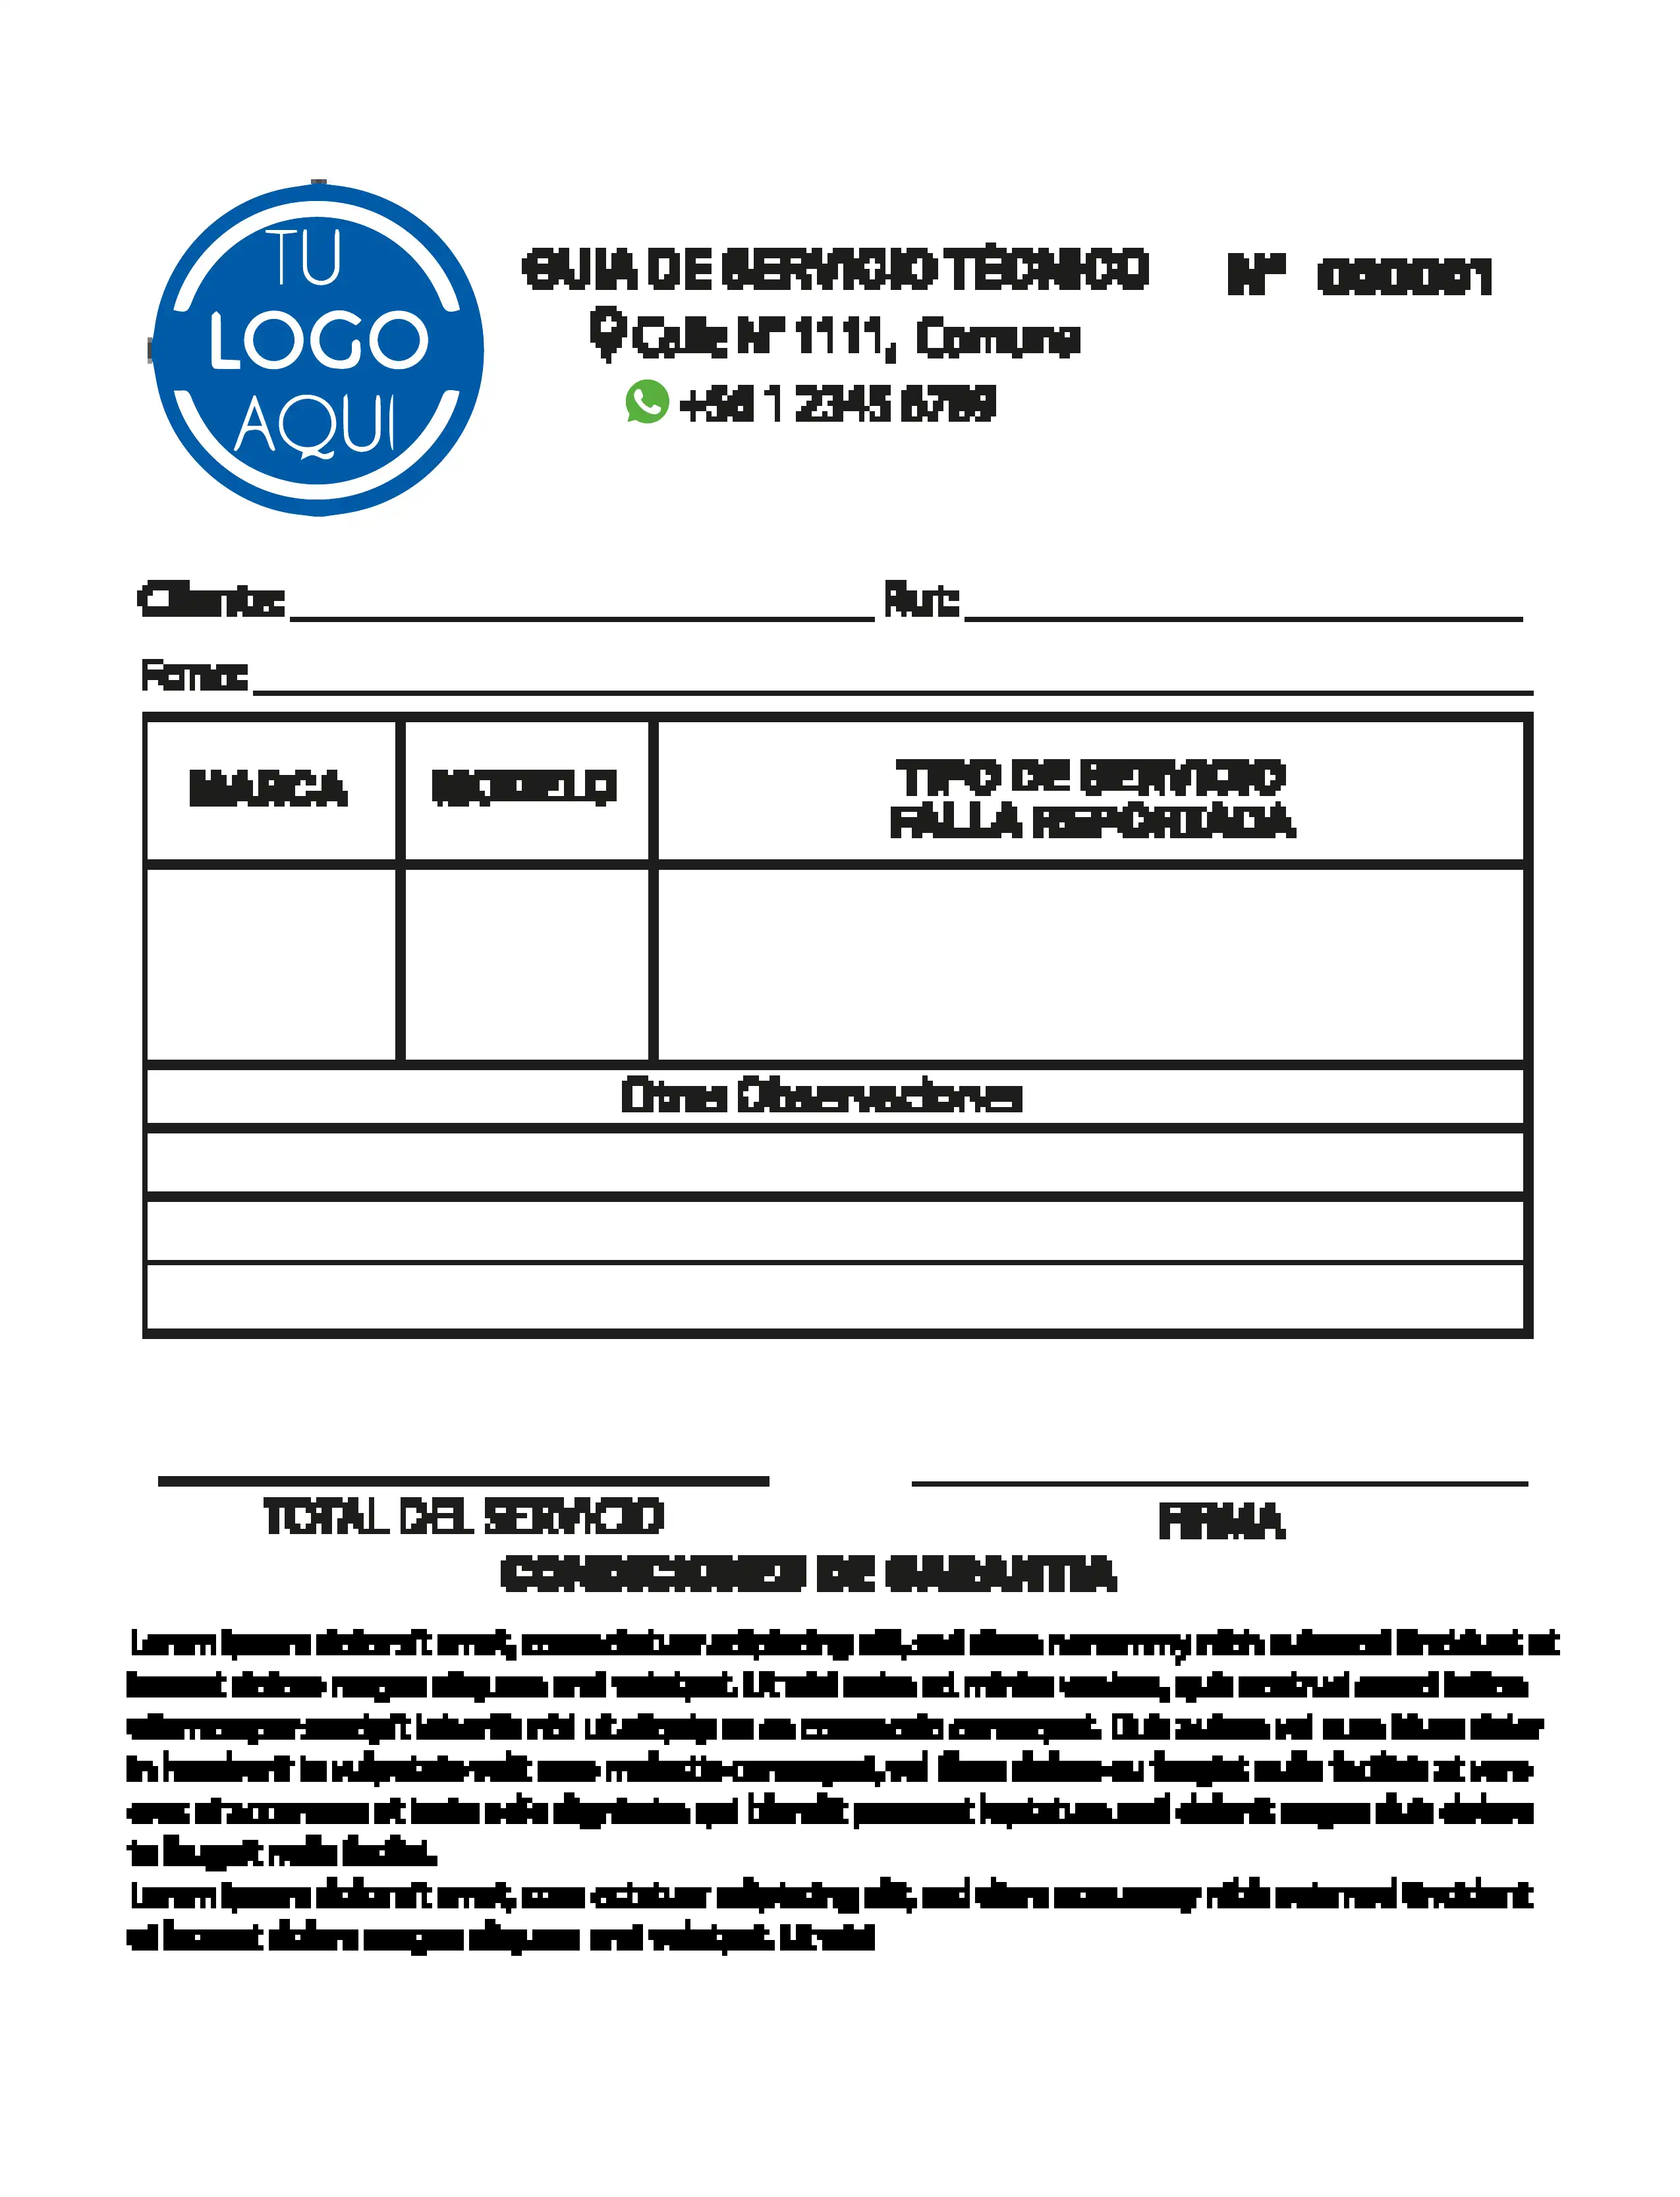 TU
LOGO
AQUI
GUIA DE SERVICIO TÉCNICO
N° 000001
Calle N° 1111, Comuna
+56 1 2345 6789
Cliente:
Rut:
MARCA
MODELO
TIPO DE SERVICIO
FALLA REPORTADA
Otras Observaciones
TOTAL DEL SERVICIO
FIRMA
CONDICIONES DE GARANTIA
Lorem ipsum dolor sit amet, consectetuer adipiscing elit, sed diam nonummy nibh euismod tincidunt ut
laoreet dolore magna aliquam erat volutpat. Ut wisi enim ad minim veniam, quis nostrud exerci tation
ullamcorper suscipit lobortis nisl ut aliquip ex ea commodo consequat. Duis autem vel eum iriure dolor
in hendrerit in vulputate velit esse molestie consequat, vel illum dolore eu feugiat nulla facilisis at vero
eros et accumsan et iusto odio dignissim qui blandit praesent luptatum zzril delenit augue duis dolore
te feugait nulla facilisi.
Lorem ipsum dolor sit amet, cons ectetuer adipiscing elit, sed diam nonummy nibh euismod tincidunt
ut laoreet dolore magna aliquam erat volutpat. Ut wisi